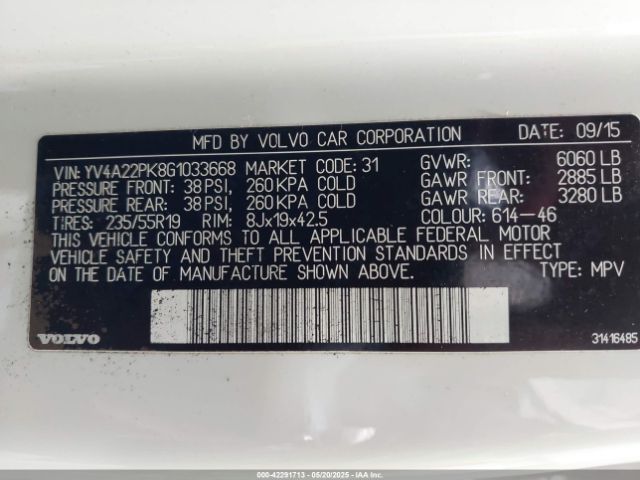 MFD BY VOLVO CAR CORPORATION DATE: 09/15
VIN: YV4A22PK8G1033668 MARKET CODE: 31 GVWR: 6060 LB
PRESSURE FRONT: 38 PSI, 260 KPA COLD GAWR FRONT: 2885 LB
PRESSURE REAR: 38 PSI, 260 KPA COLD GAWR REAR: 3280 LB
TIRES: 235/55R19 RIM: 8Jx19x42.5 COLOUR: 614-46
THIS VEHICLE CONFORMS TO ALL APPLICABLE FEDERAL MOTOR
VEHICLE SAFETY AND THEFT PREVENTION STANDARDS IN EFFECT
ON THE DATE OF MANUFACTURE SHOWN ABOVE. TYPE: MPV
VOLVO 31416485
000-42291713 - 05/20/2025 - IAAI.COM